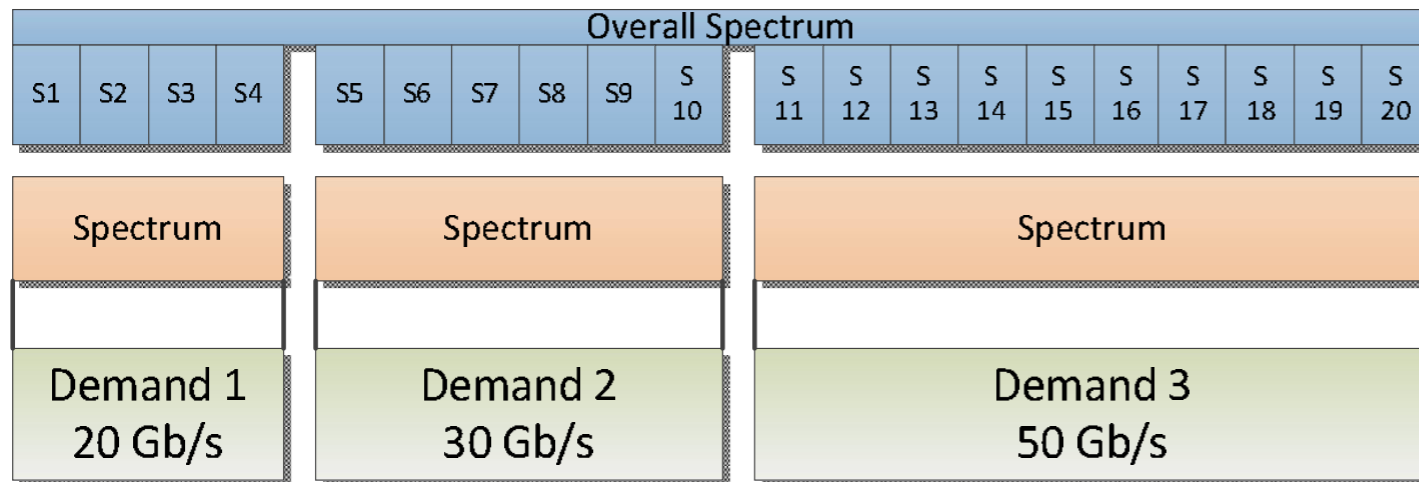 Overall Spectrum
S1 S2 S3 S4 S5 S6 S7 S8 S9 S 10 S 11 S 12 S 13 S 14 S 15 S 16 S 17 S 18 S 19 S 20
Spectrum Spectrum Spectrum
Demand 1 Demand 2 Demand 3
20 Gb/s 30 Gb/s 50 Gb/s